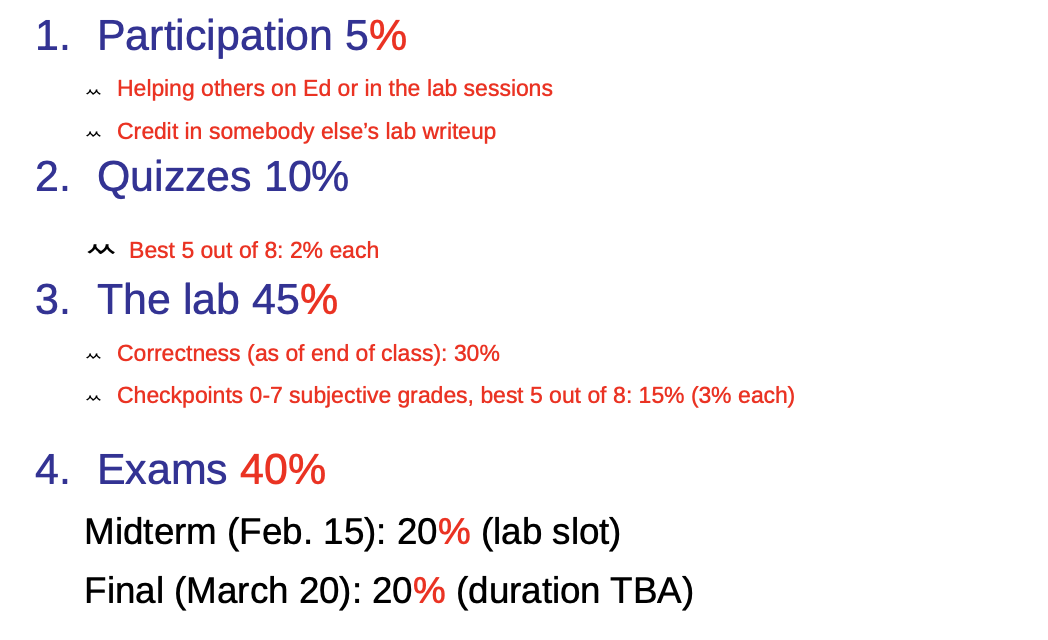 1. Participation 5%
Helping others on Ed or in the lab sessions
Credit in somebody else’s lab writeup
2. Quizzes 10%
Best 5 out of 8: 2% each
3. The lab 45%
Correctness (as of end of class): 30%
Checkpoints 0-7 subjective grades, best 5 out of 8: 15% (3% each)
4. Exams 40%
Midterm (Feb. 15): 20% (lab slot)
Final (March 20): 20% (duration TBA)